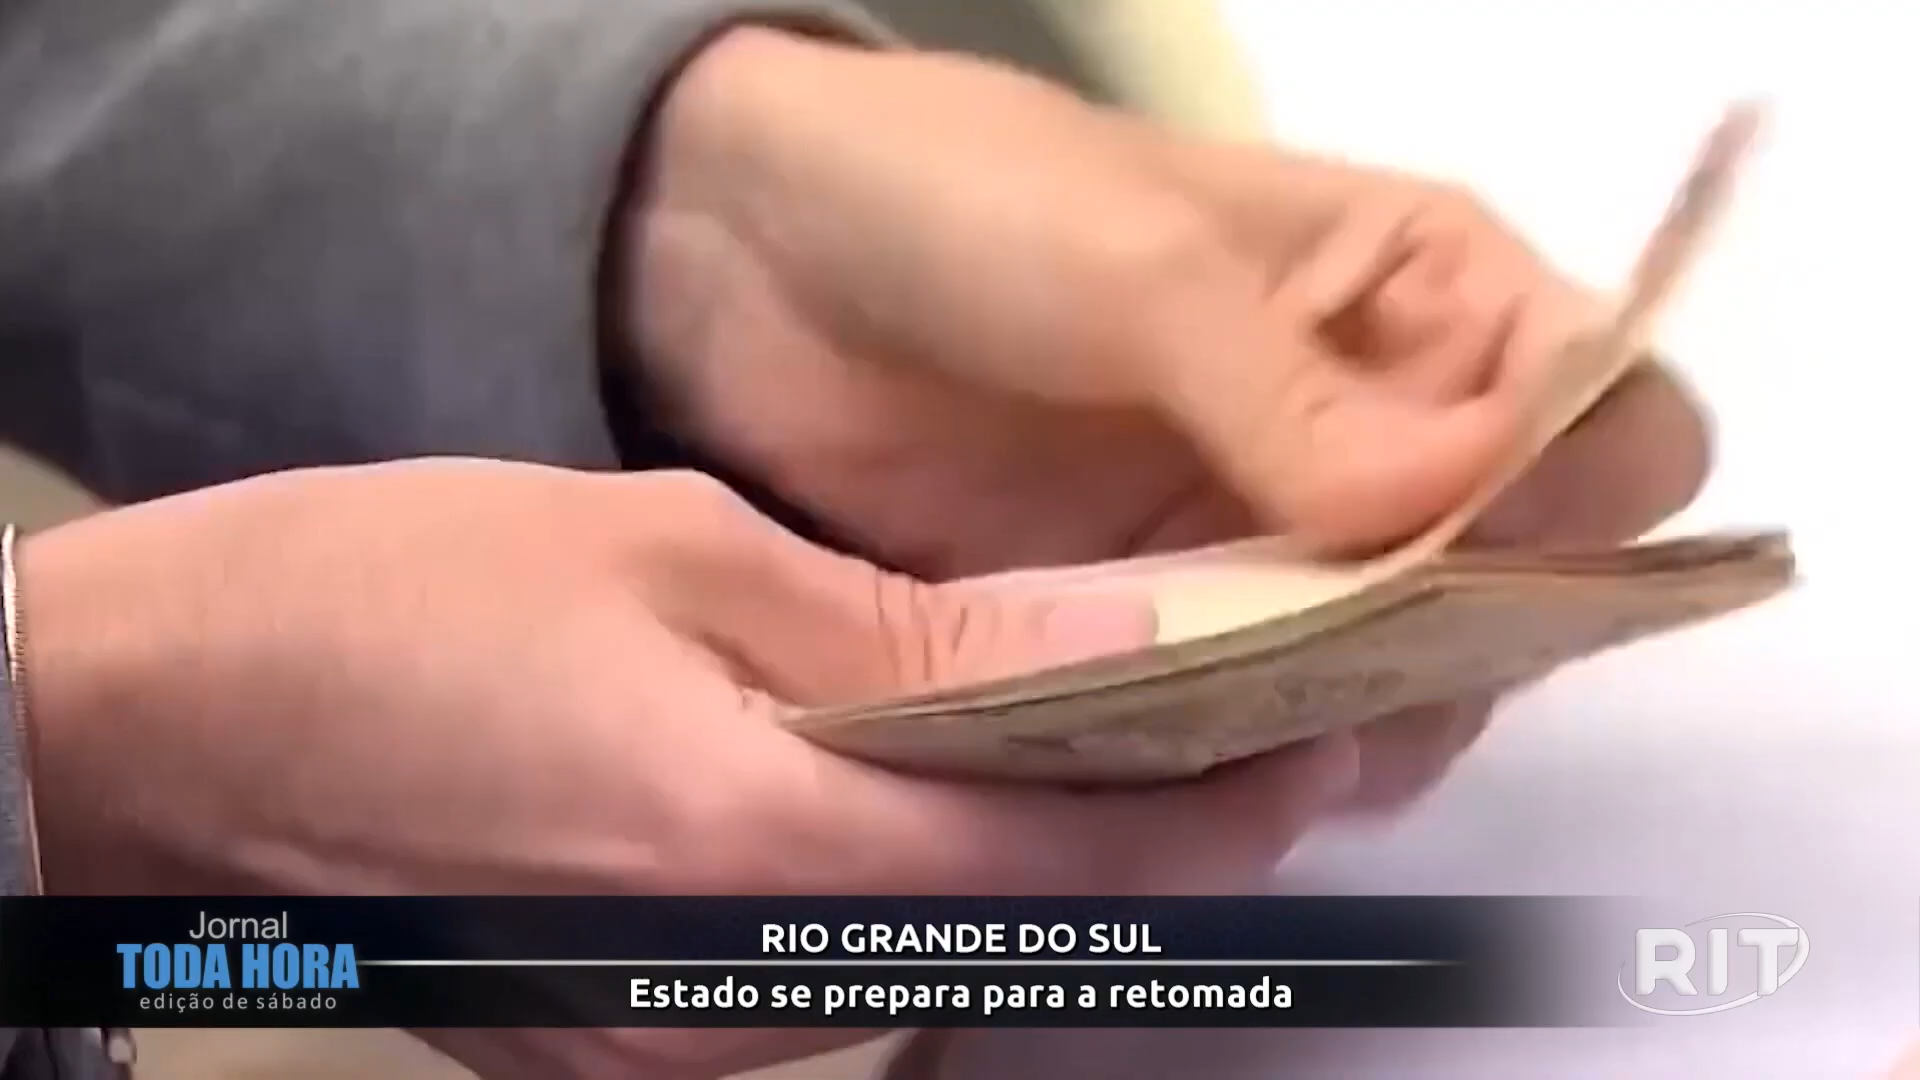 Jornal
TODA HORA
edição de sábado
RIO GRANDE DO SUL
Estado se prepara para a retomada
RIT